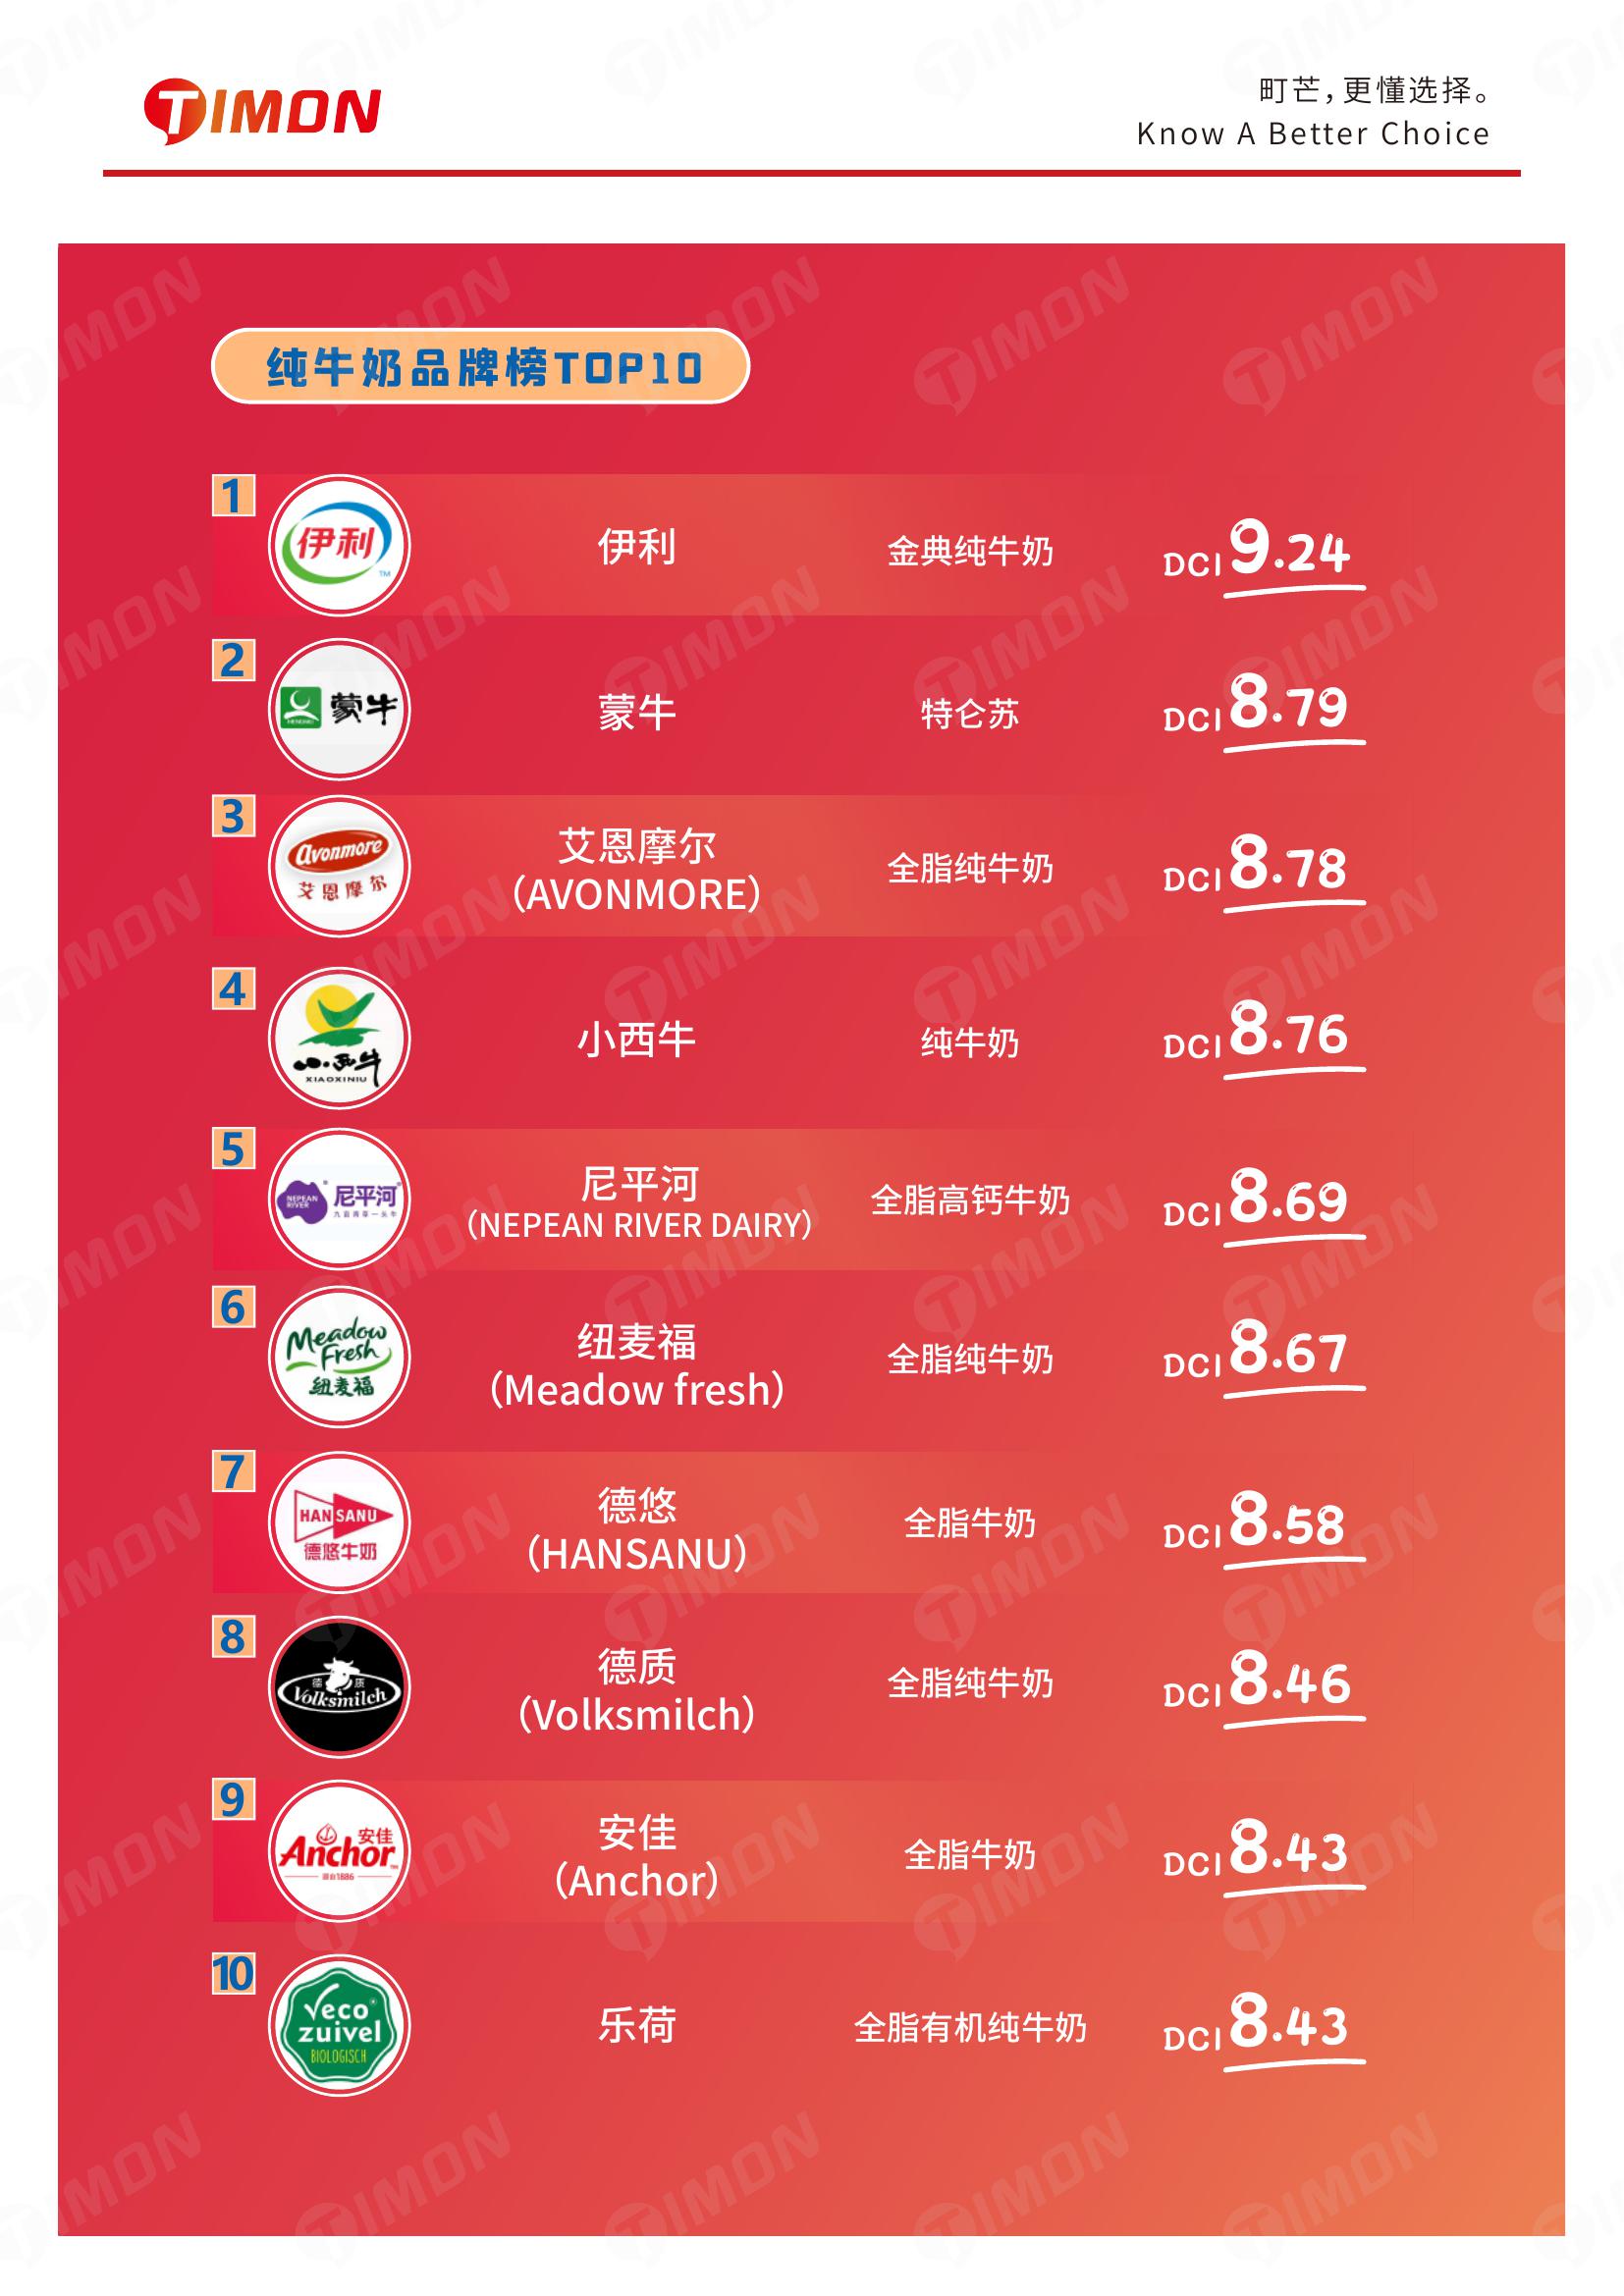 TIMON
町芒，更懂选择。
Know A Better Choice
纯牛奶品牌榜TOP10
1
伊利
TM
伊利
金典纯牛奶
DCI 9.24
2
MENGNIU
蒙牛
蒙牛
特仑苏
DCI 8.79
3
avonmore
艾恩摩尔
艾恩摩尔
（AVONMORE）
全脂纯牛奶
DCI 8.78
4
小西牛
XIAOXINIU
小西牛
纯牛奶
DCI 8.76
5
NEPEAN
RIVER
尼平河
尼平河
（NEPEAN RIVER DAIRY）
全脂高钙牛奶
DCI 8.69
6
Meadow
Fresh
纽麦福
纽麦福
（Meadow fresh）
全脂纯牛奶
DCI 8.67
7
HANSANU
德悠牛奶
德悠
（HANSANU）
全脂牛奶
DCI 8.58
8
德 质
Volksmilch
德质
（Volksmilch）
全脂纯牛奶
DCI 8.46
9
安佳
Anchor
源自1886
安佳
（Anchor）
全脂牛奶
DCI 8.43
10
Veco
zuivel
BIOLOGISCH
乐荷
全脂有机纯牛奶
DCI 8.43